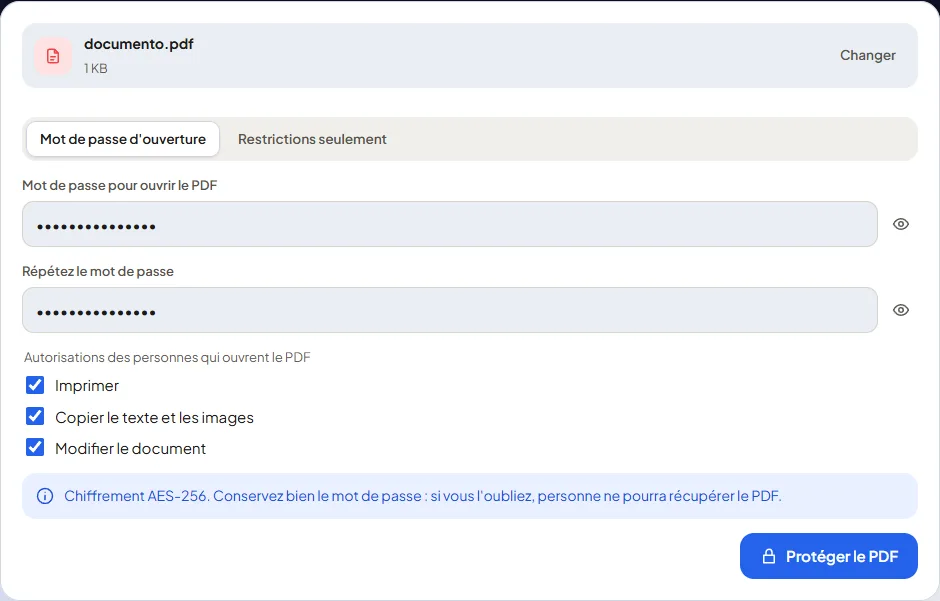 documento.pdf
1 KB
Changer
Mot de passe d'ouverture
Restrictions seulement
Mot de passe pour ouvrir le PDF
•••••••••••••••
Répétez le mot de passe
•••••••••••••••
Autorisations des personnes qui ouvrent le PDF
Imprimer
Copier le texte et les images
Modifier le document
Chiffrement AES-256. Conservez bien le mot de passe : si vous l'oubliez, personne ne pourra récupérer le PDF.
Protéger le PDF